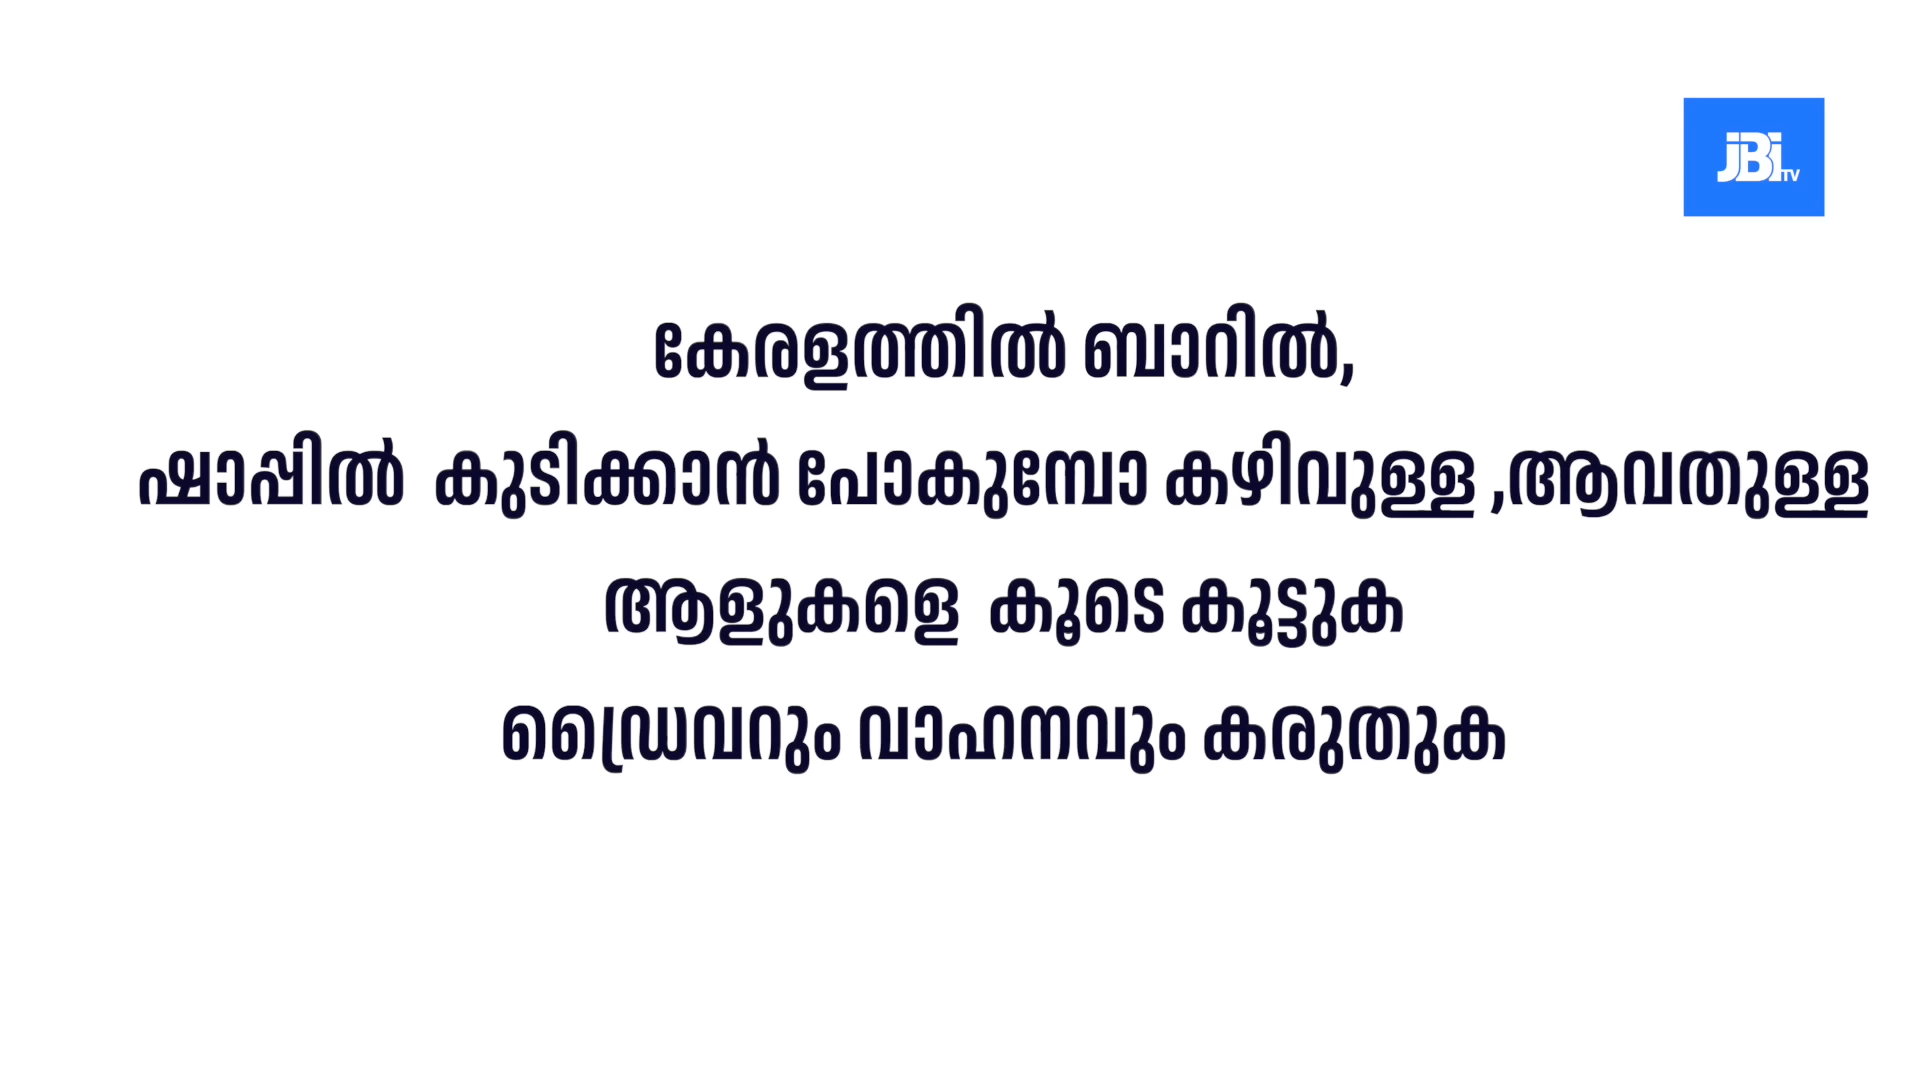 JBi TV
കേരളത്തിൽ ബാറിൽ,
ഷാപ്പിൽ  കുടിക്കാൻ പോകുമ്പോ കഴിവുള്ള ,ആവതുള്ള
ആളുകളെ  കൂടെ കൂട്ടുക
ഡ്രൈവറും വാഹനവും കരുതുക